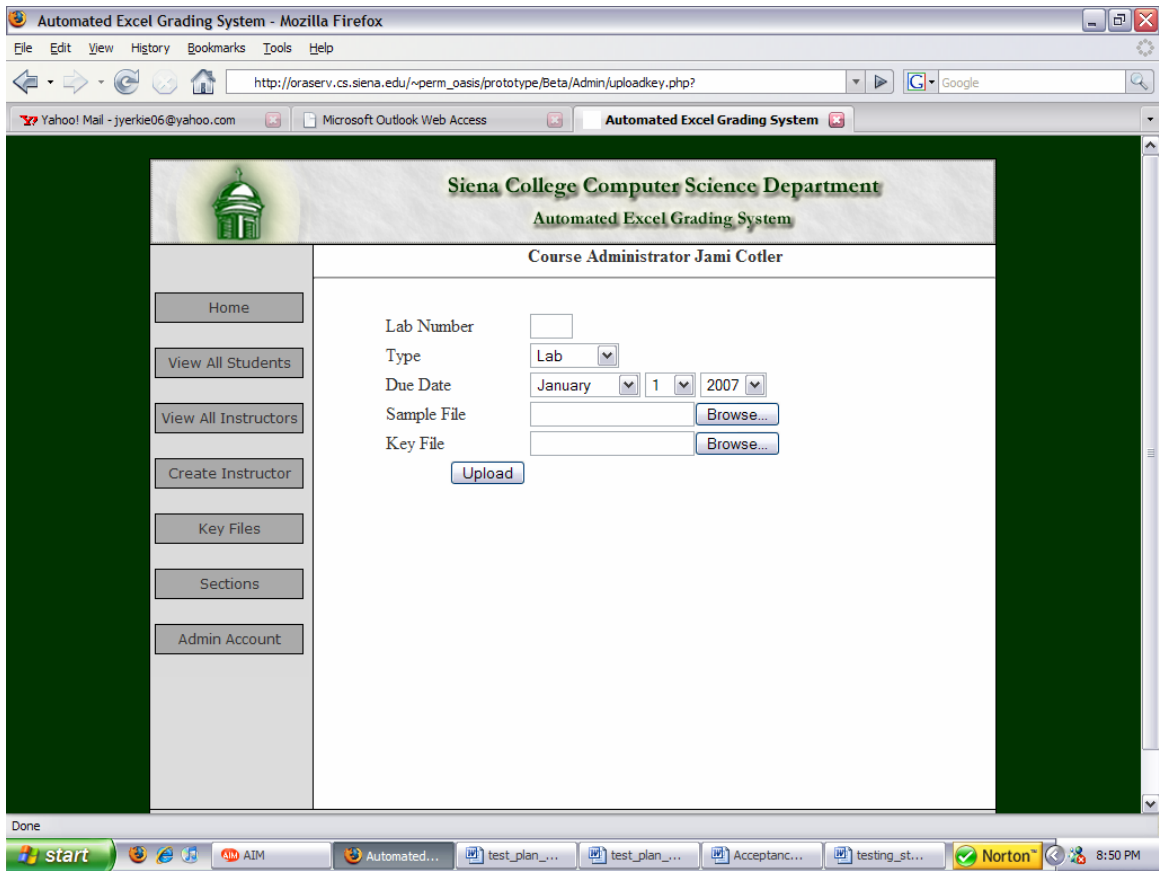 Automated Excel Grading System - Mozilla Firefox
File Edit View History Bookmarks Tools Help
http://oraserv.cs.siena.edu/~perm_oasis/prototype/Beta/Admin/uploadkey.php? G Google
Yahoo! Mail - jyerkie06@yahoo.com Microsoft Outlook Web Access Automated Excel Grading System
Siena College Computer Science Department
Automated Excel Grading System
Course Administrator Jami Cotler
Home
View All Students
View All Instructors
Create Instructor
Key Files
Sections
Admin Account
Lab Number
Type Lab
Due Date January 1 2007
Sample File Browse...
Key File Browse...
Upload
Done
start AIM AIM Automated... test_plan_... test_plan_... Acceptanc... testing_st... Norton™ 8:50 PM